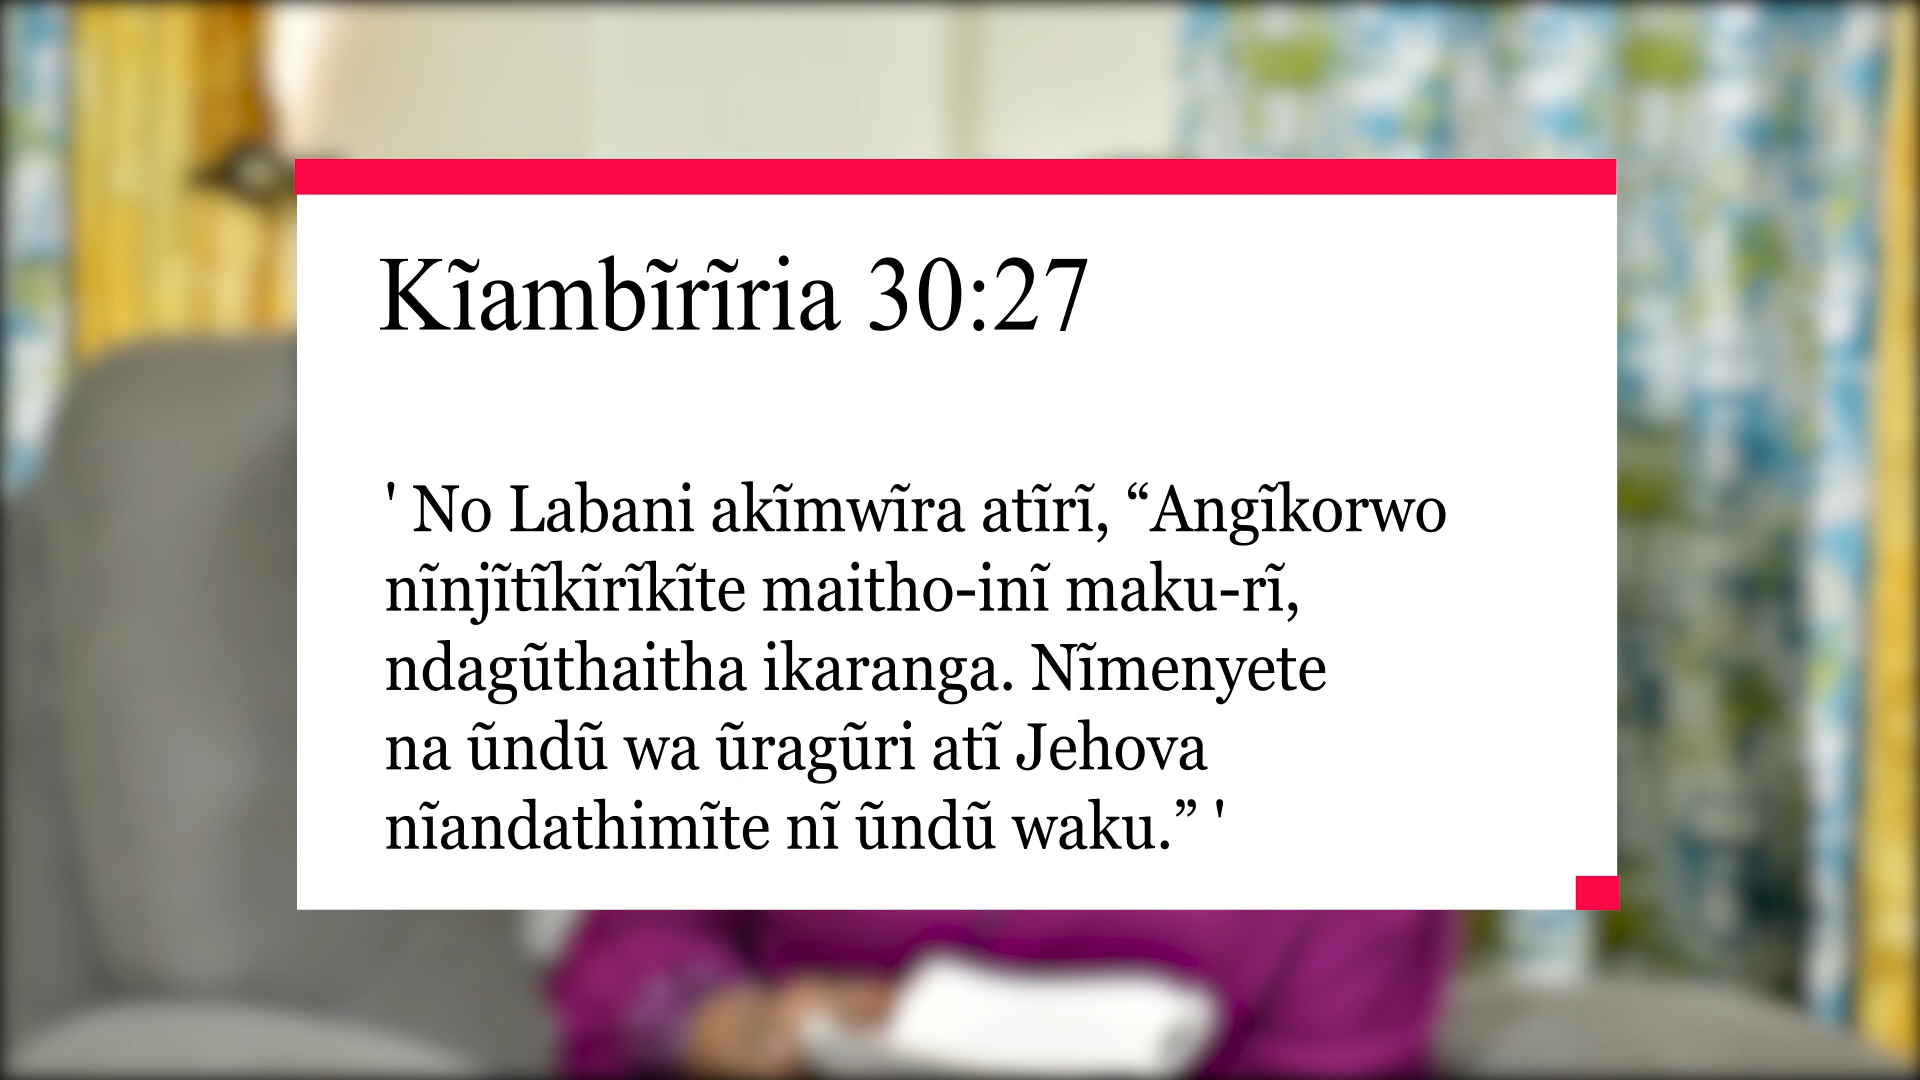 Kĩambĩrĩria 30:27
' No Labani akĩmwĩra atĩrĩ, “Angĩkorwo
nĩnjĩtĩkĩrĩkĩte maitho-inĩ maku-rĩ,
ndagũthaitha ikaranga. Nĩmenyete
na ũndũ wa ũragũri atĩ Jehova
nĩandathimĩte nĩ ũndũ waku.” '